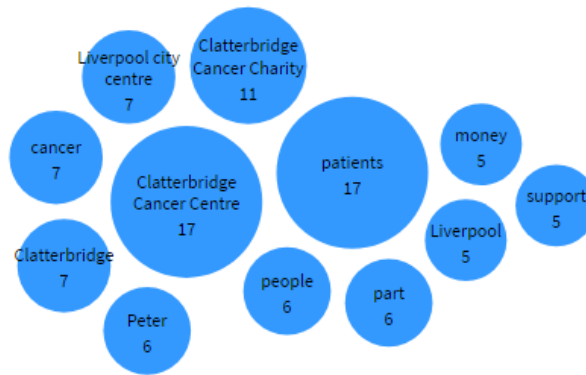 Liverpool city
centre
7
Clatterbridge
Cancer Charity
11
cancer
7
Clatterbridge
Cancer Centre
17
patients
17
money
5
support
5
Liverpool
5
Clatterbridge
7
people
6
part
6
Peter
6